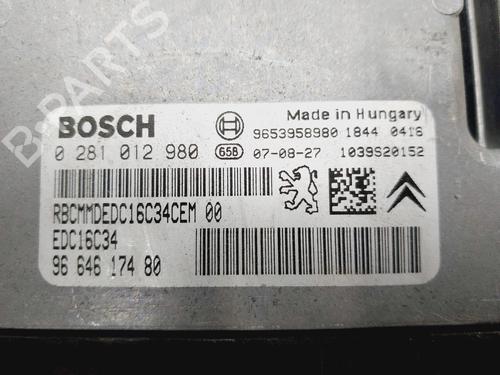 B-PARTS
BOSCH
Made in Hungary
9653958980 1844 0416
0 281 012 980 658 07-08-27 1039S20152
RBCMMDEDC16C34CEM 00
EDC16C34
96 646 174 80